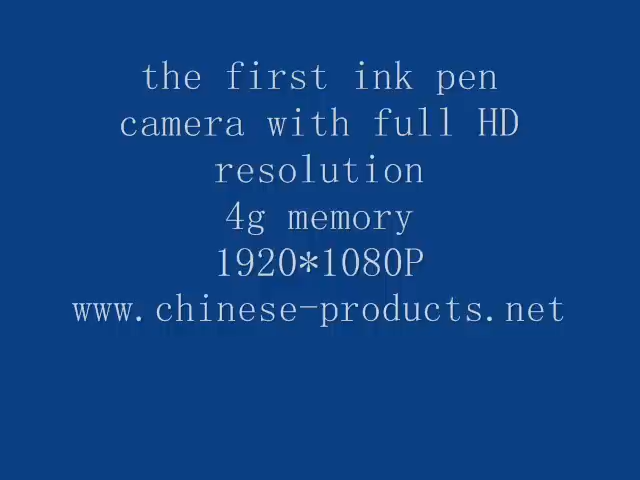 the first ink pen
camera with full HD
resolution
4g memory
1920*1080P
www.chinese-products.net